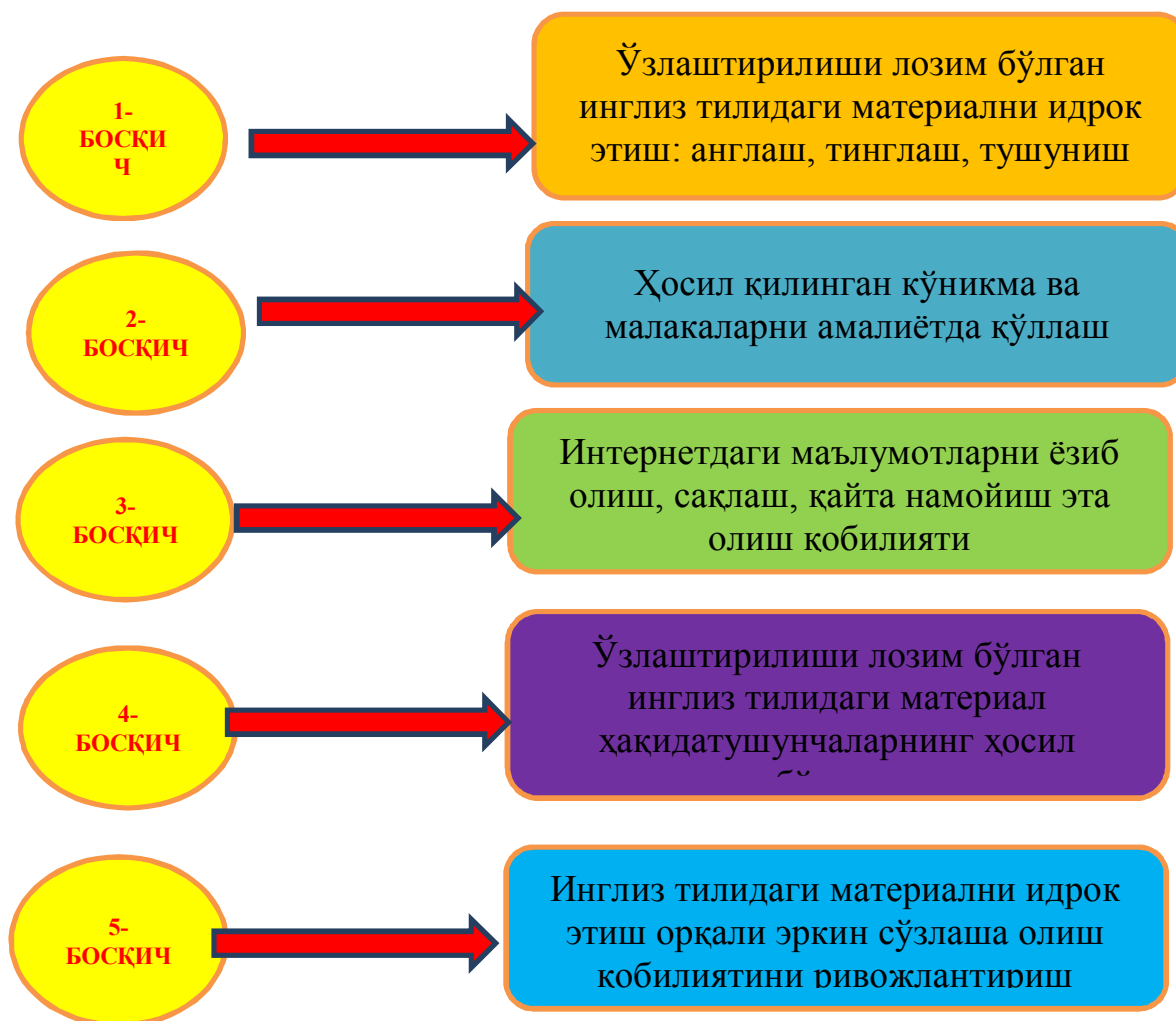 1-
БОСҚИ
Ч
Ўзлаштирилиши лозим бўлган
инглиз тилидаги материални идрок
этиш: англаш, тинглаш, тушуниш
2-
БОСҚИЧ
Ҳосил қилинган кўникма ва
малакаларни амалиётда қўллаш
3-
БОСҚИЧ
Интернетдаги маълумотларни ёзиб
олиш, сақлаш, қайта намойиш эта
олиш қобилияти
4-
БОСҚИЧ
Ўзлаштирилиши лозим бўлган
инглиз тилидаги материал
ҳақидатушунчаларнинг ҳосил
5-
БОСҚИЧ
Инглиз тилидаги материални идрок
этиш орқали эркин сўзлаша олиш
қобилиятини ривожлантириш